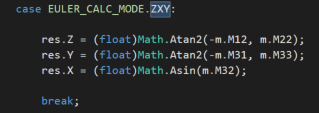 case EULER_CALC_MODE.ZXY:
res.Z = (float)Math.Atan2(-m.M12, m.M22);
res.Y = (float)Math.Atan2(-m.M31, m.M33);
res.X = (float)Math.Asin(m.M32);
break;